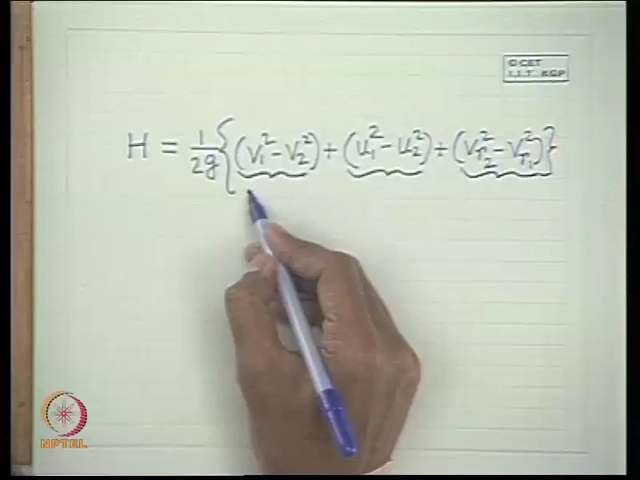 © CET
I.I.T. KGP
H = 1/2g {(V₁² - V₂²) + (U₁² - U₂²) + (Vr₂² - Vr₁²)}
NPTEL